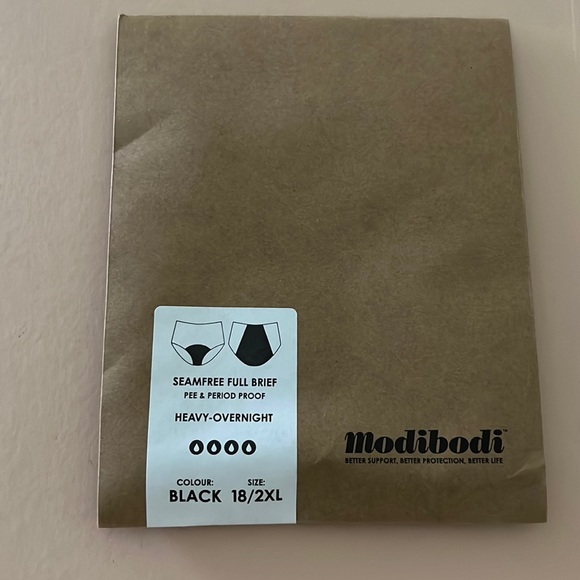 SEAMFREE FULL BRIEF
PEE & PERIOD PROOF
HEAVY-OVERNIGHT
COLOUR: SIZE:
BLACK 18/2XL
modibodi™
BETTER SUPPORT, BETTER PROTECTION, BETTER LIFE